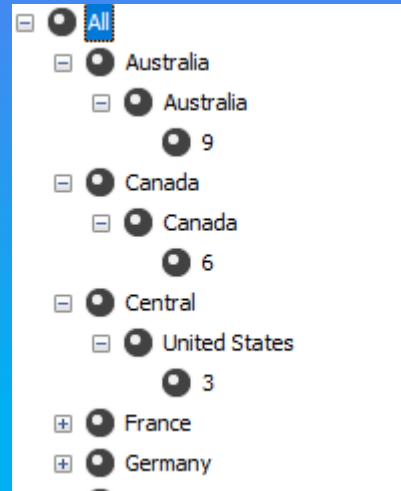 All
Australia
Australia
9
Canada
Canada
6
Central
United States
3
France
Germany